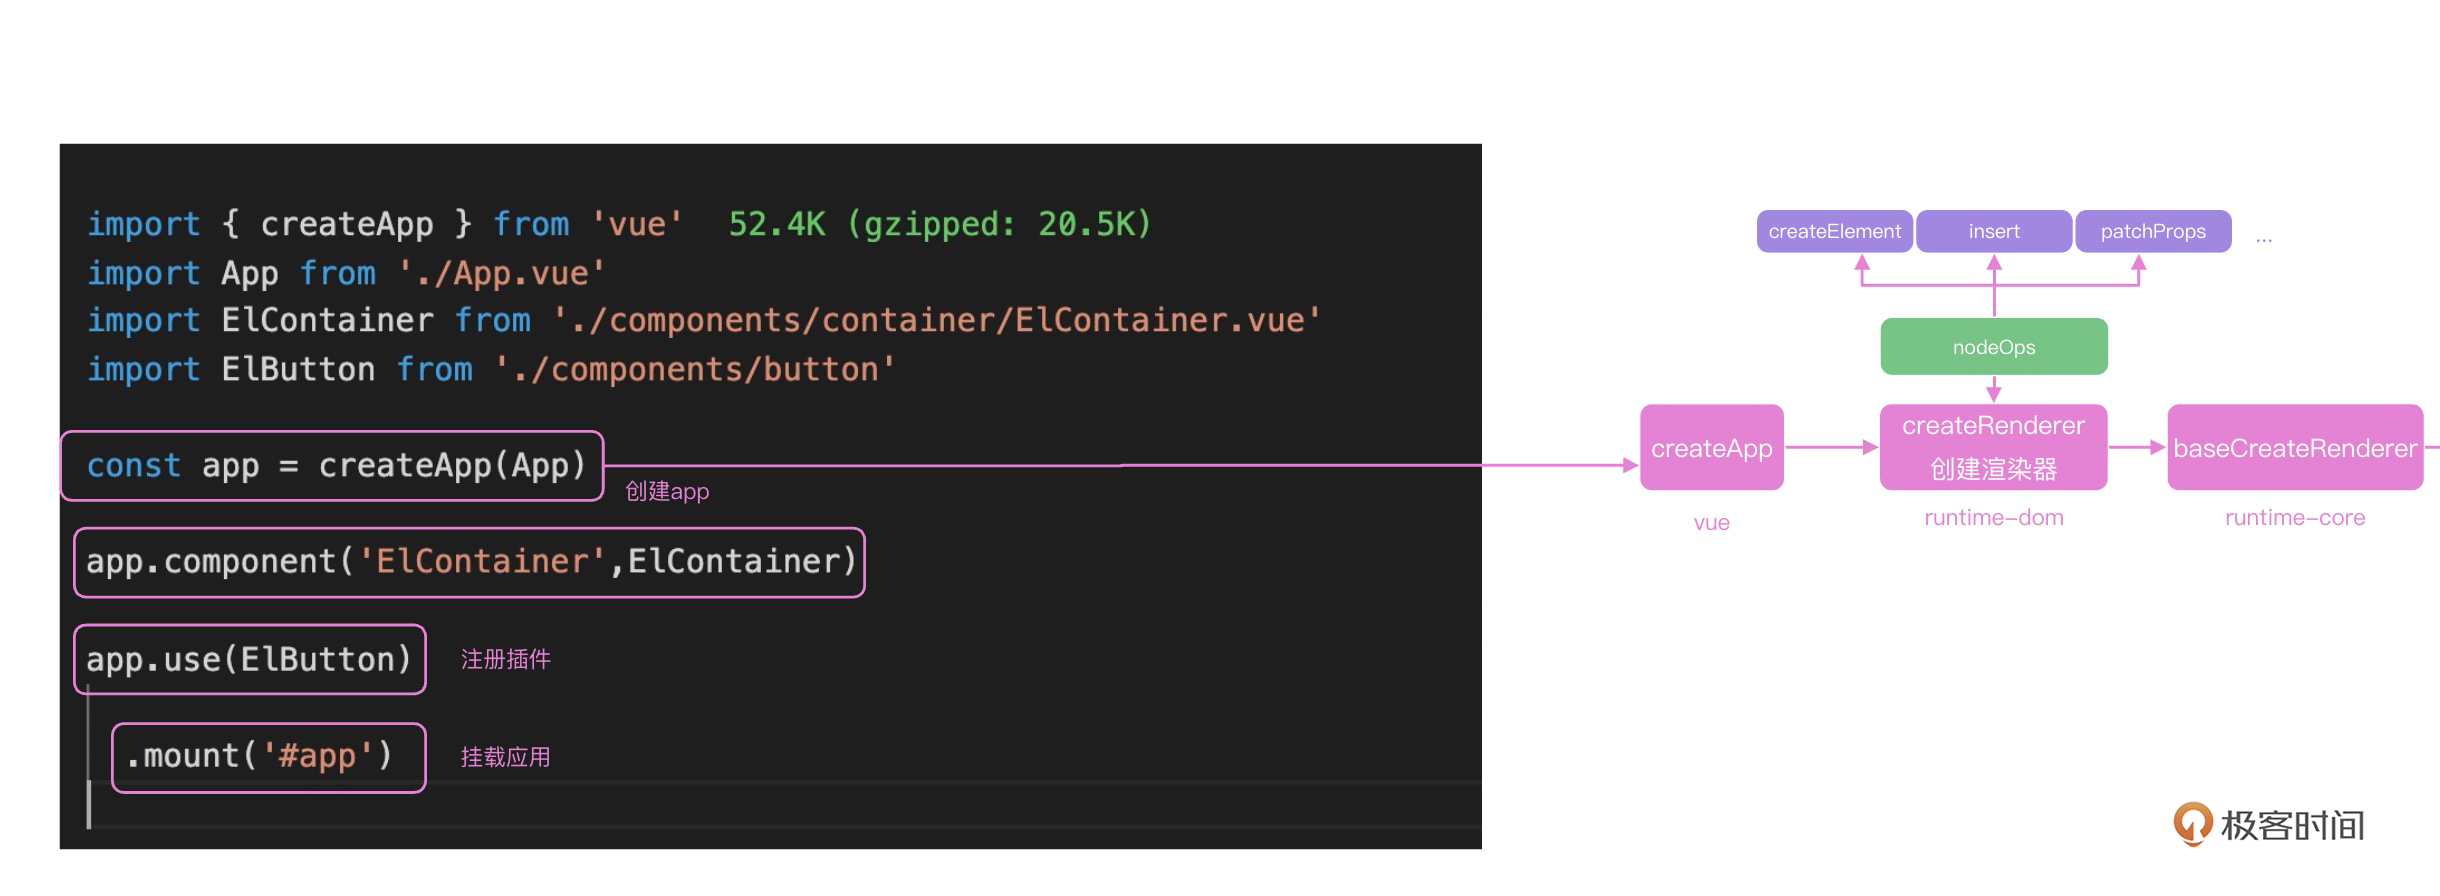 import { createApp } from 'vue'  52.4K (gzipped: 20.5K)
import App from './App.vue'
import ElContainer from './components/container/ElContainer.vue'
import ElButton from './components/button'
const app = createApp(App)
创建app
app.component('ElContainer',ElContainer)
app.use(ElButton)
注册插件
.mount('#app')
挂载应用
createElement
insert
patchProps
...
nodeOps
createApp
vue
createRenderer
创建渲染器
runtime-dom
baseCreateRenderer
runtime-core
极客时间